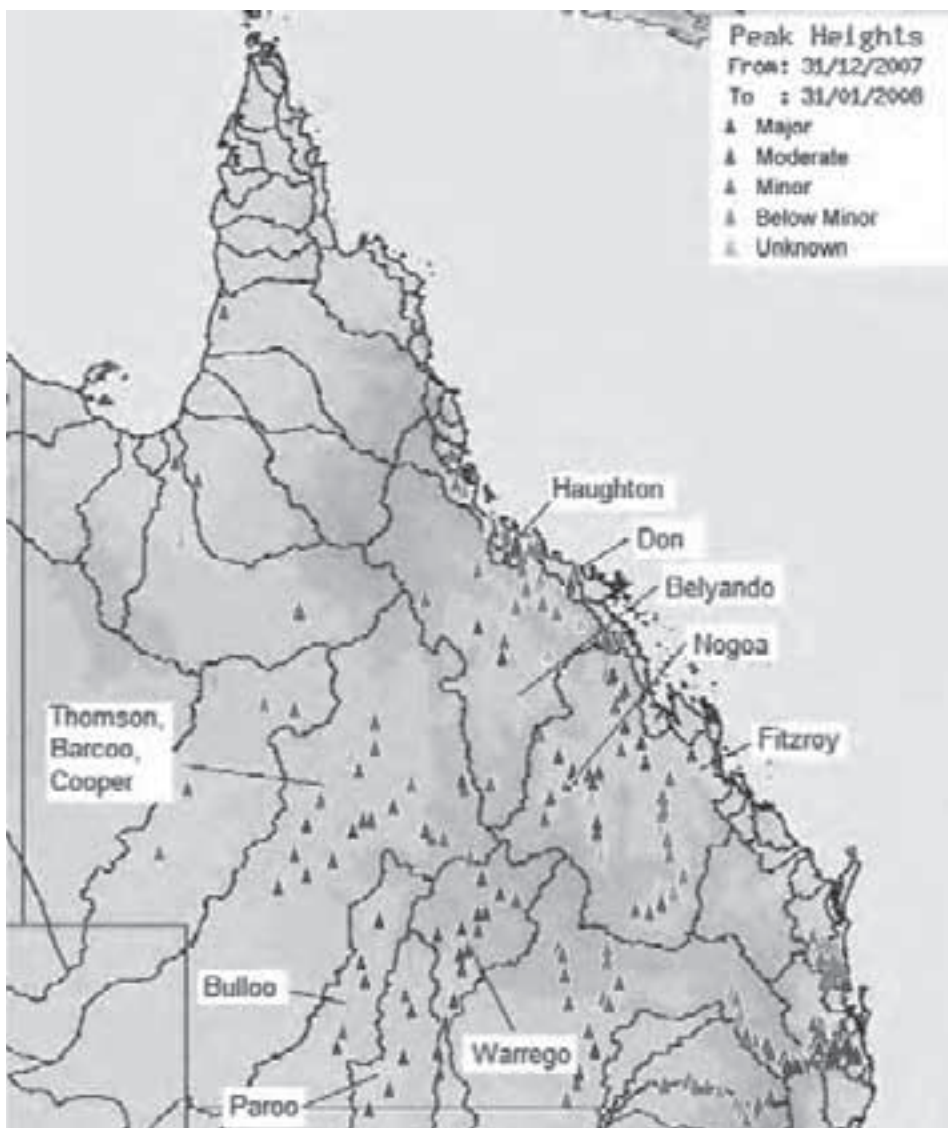 Peak Heights
From: 31/12/2007
To : 31/01/2008
Major
Moderate
Minor
Below Minor
Unknown
Haughton
Don
Belyando
Nogoa
Thomson,
Barcoo,
Cooper
Fitzroy
Bulloo
Warrego
Paroo